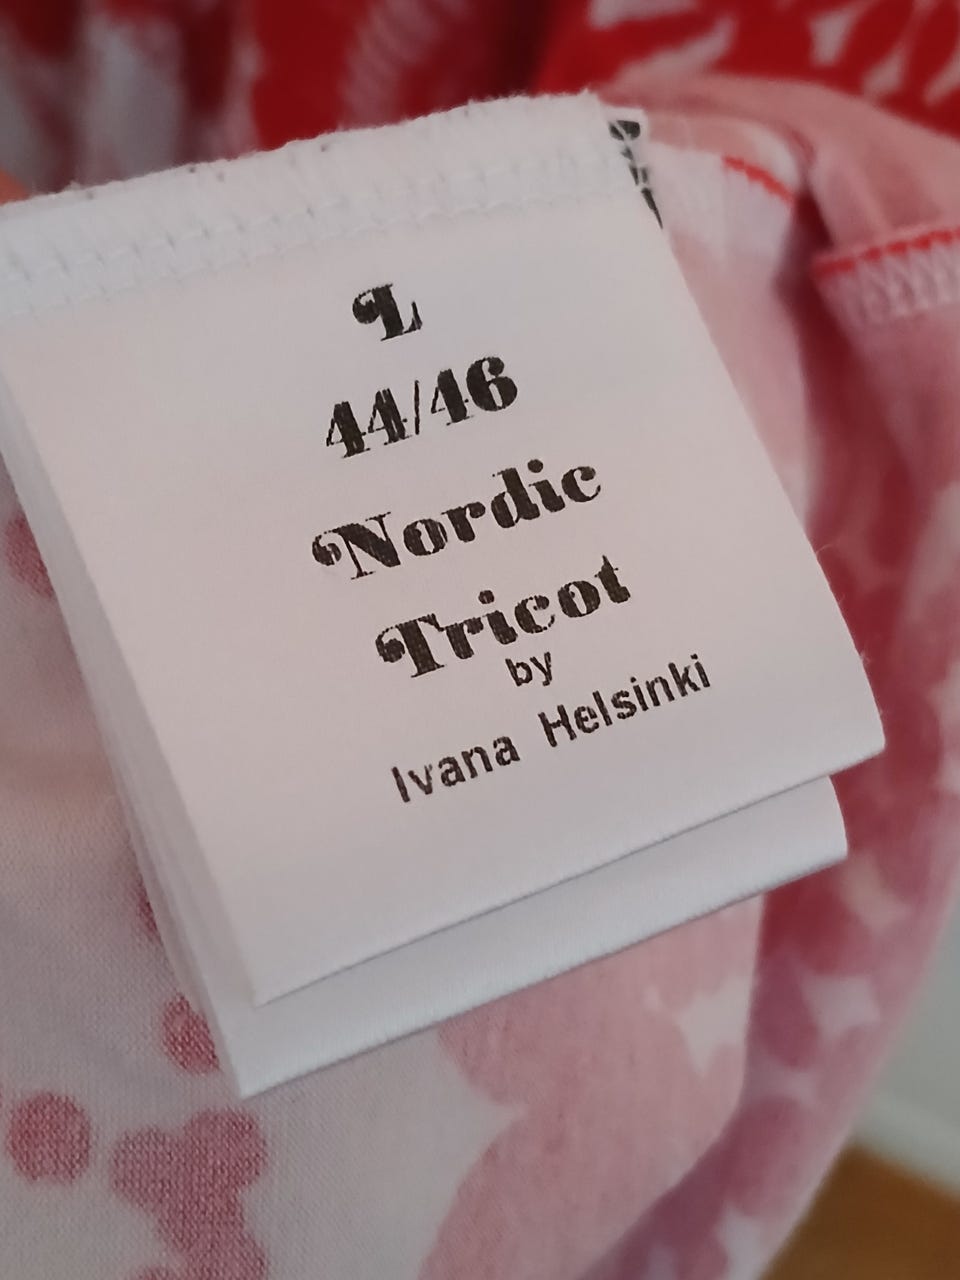 L
44/46
Nordic
Tricot
by
Ivana Helsinki